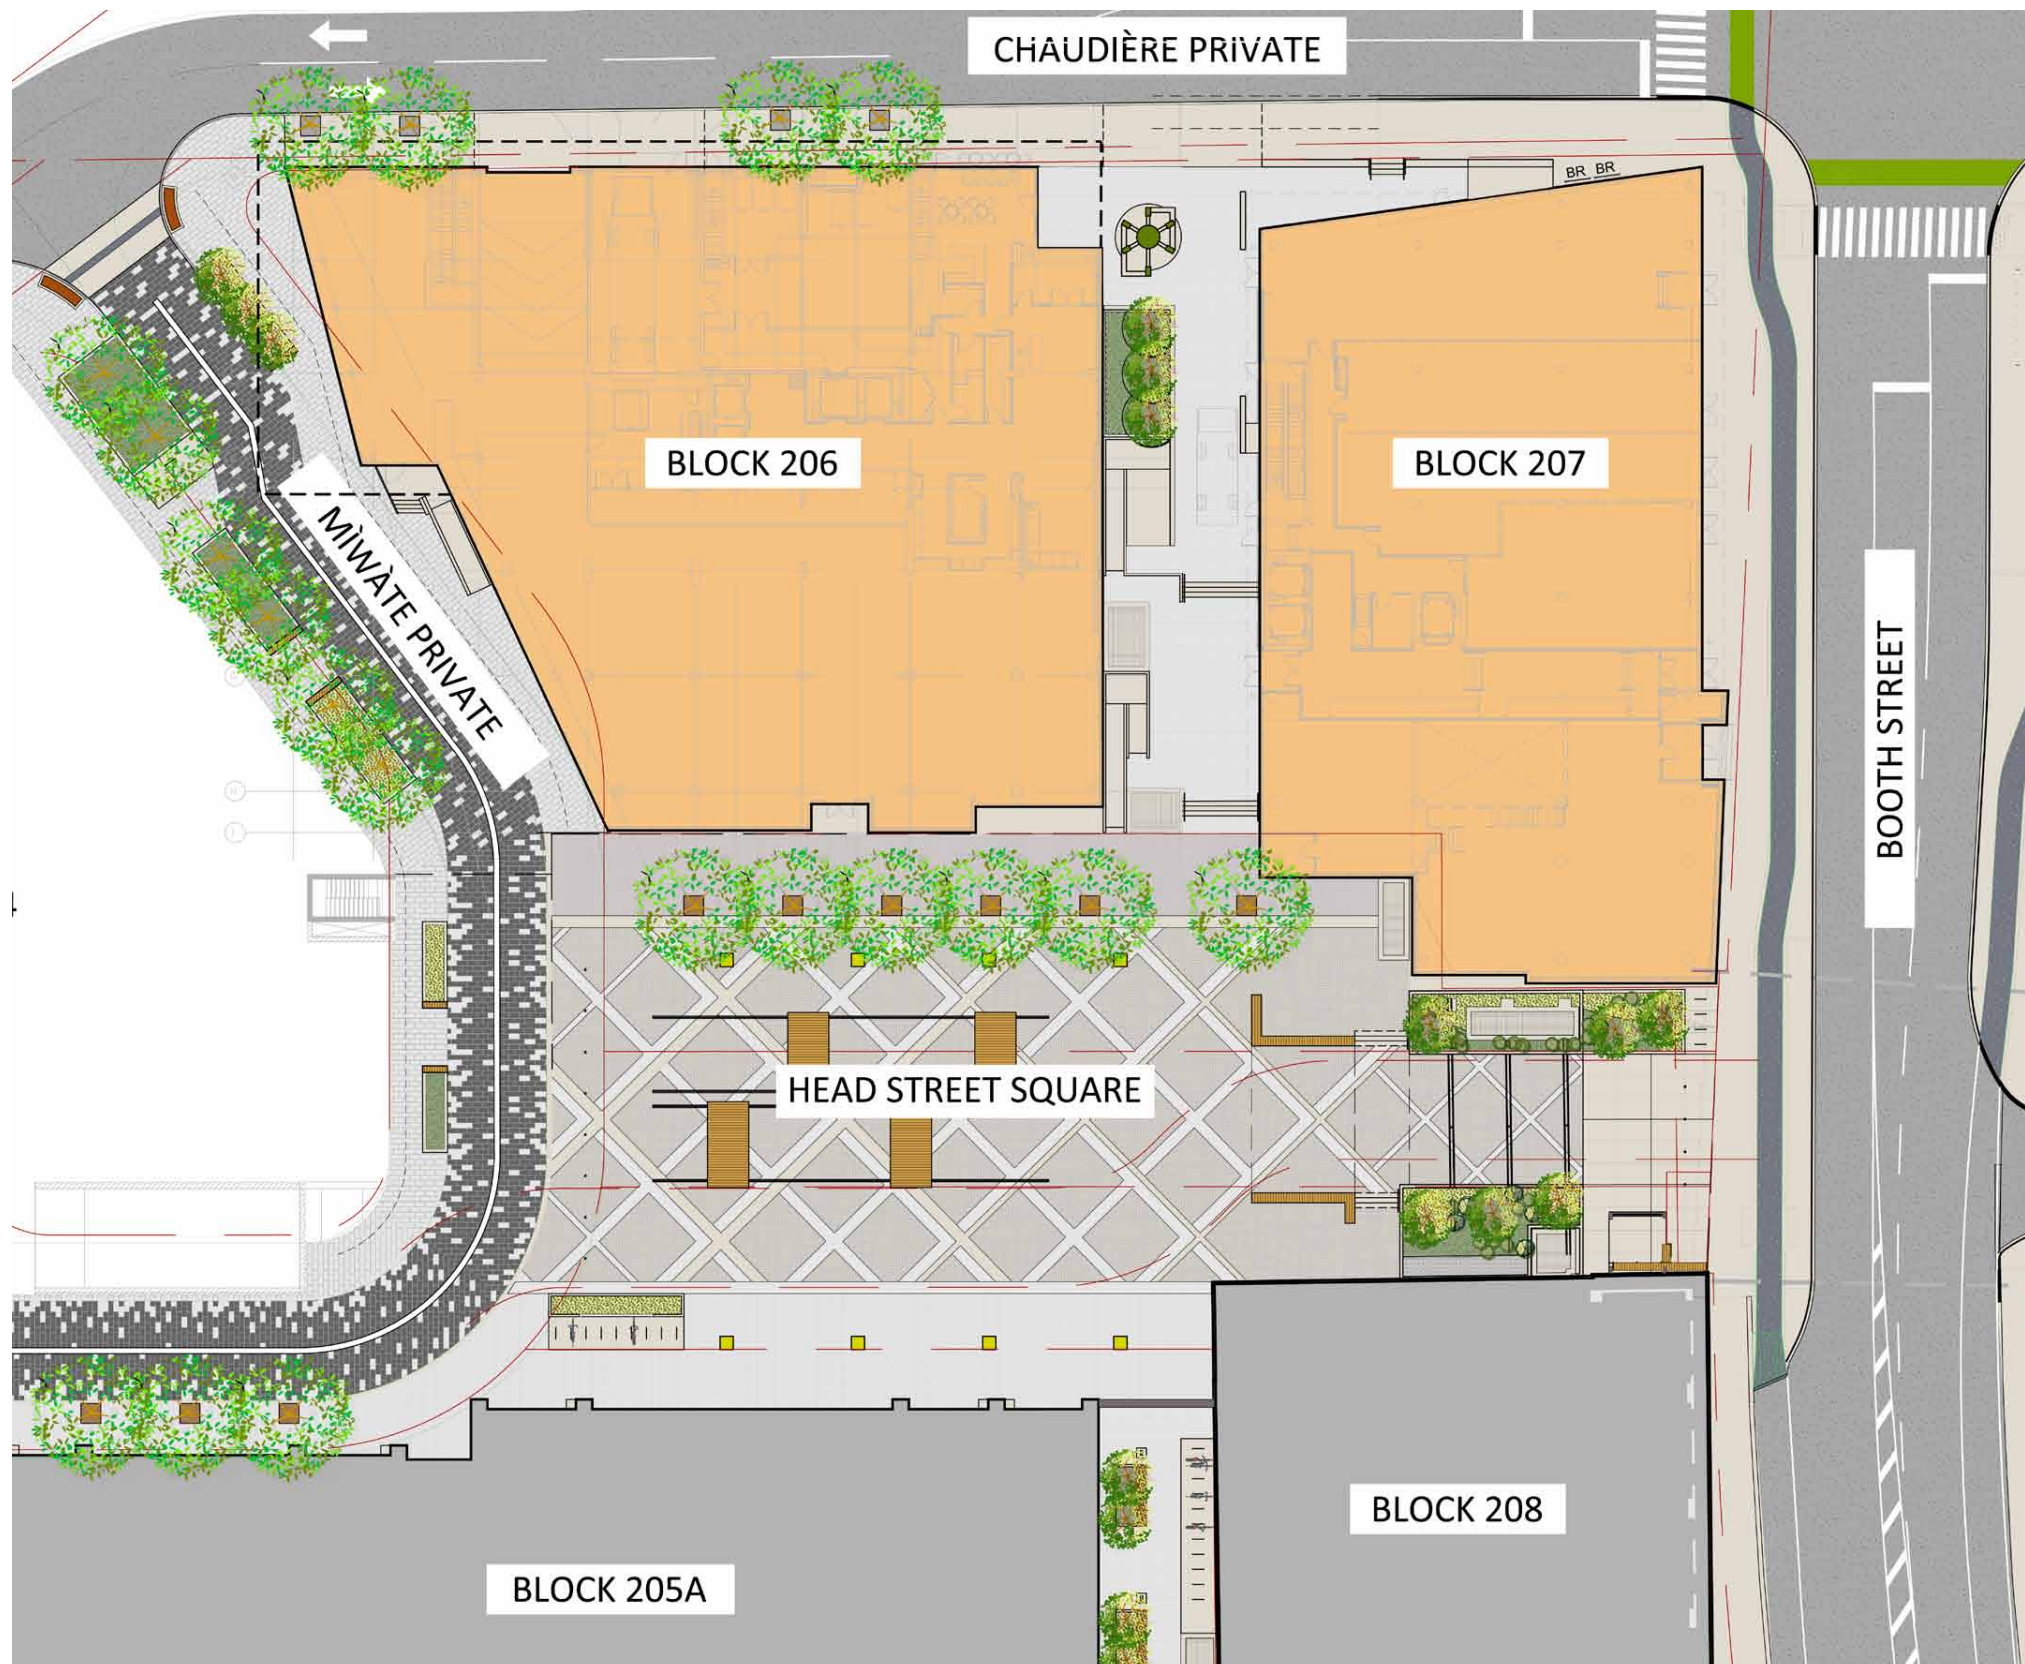 CHAUDIÈRE PRIVATE
BR BR
BLOCK 206
BLOCK 207
MÌWÀTE PRIVATE
BOOTH STREET
HEAD STREET SQUARE
BLOCK 208
BLOCK 205A